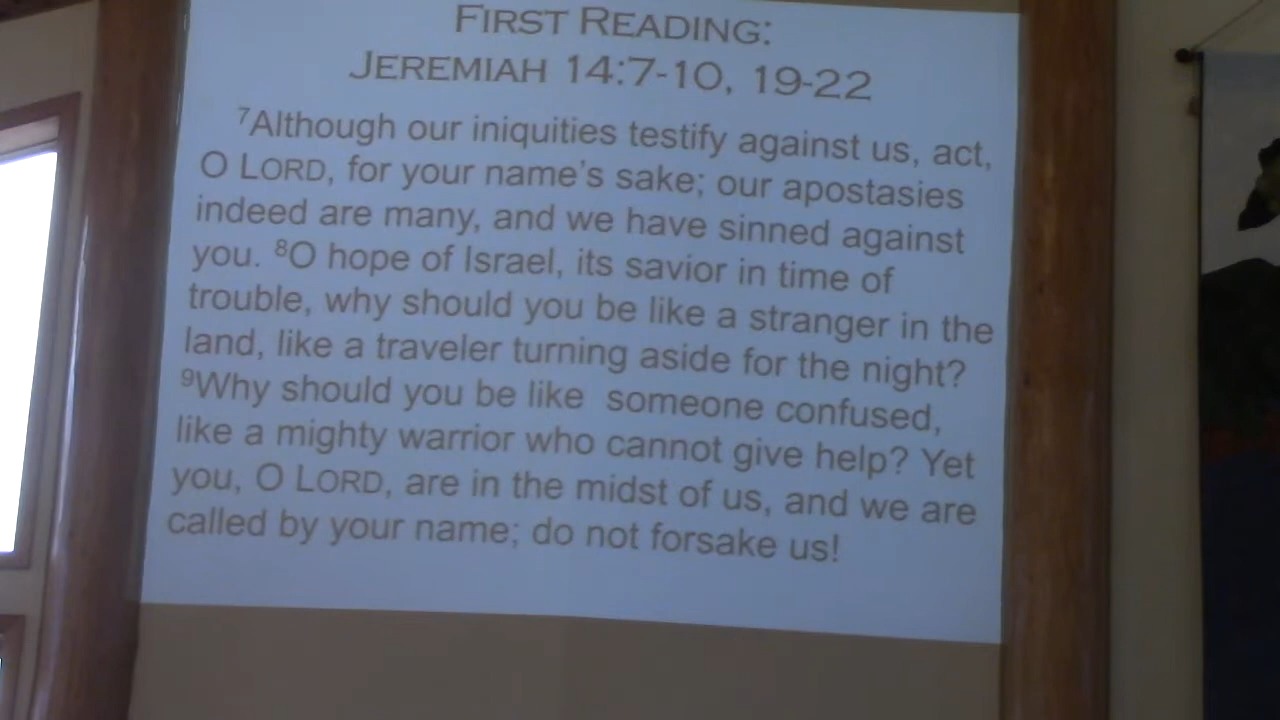 FIRST READING:
JEREMIAH 14:7-10, 19-22
⁷Although our iniquities testify against us, act,
O LORD, for your name's sake; our apostasies
indeed are many, and we have sinned against
you. ⁸O hope of Israel, its savior in time of
trouble, why should you be like a stranger in the
land, like a traveler turning aside for the night?
⁹Why should you be like someone confused,
like a mighty warrior who cannot give help? Yet
you, O LORD, are in the midst of us, and we are
called by your name; do not forsake us!